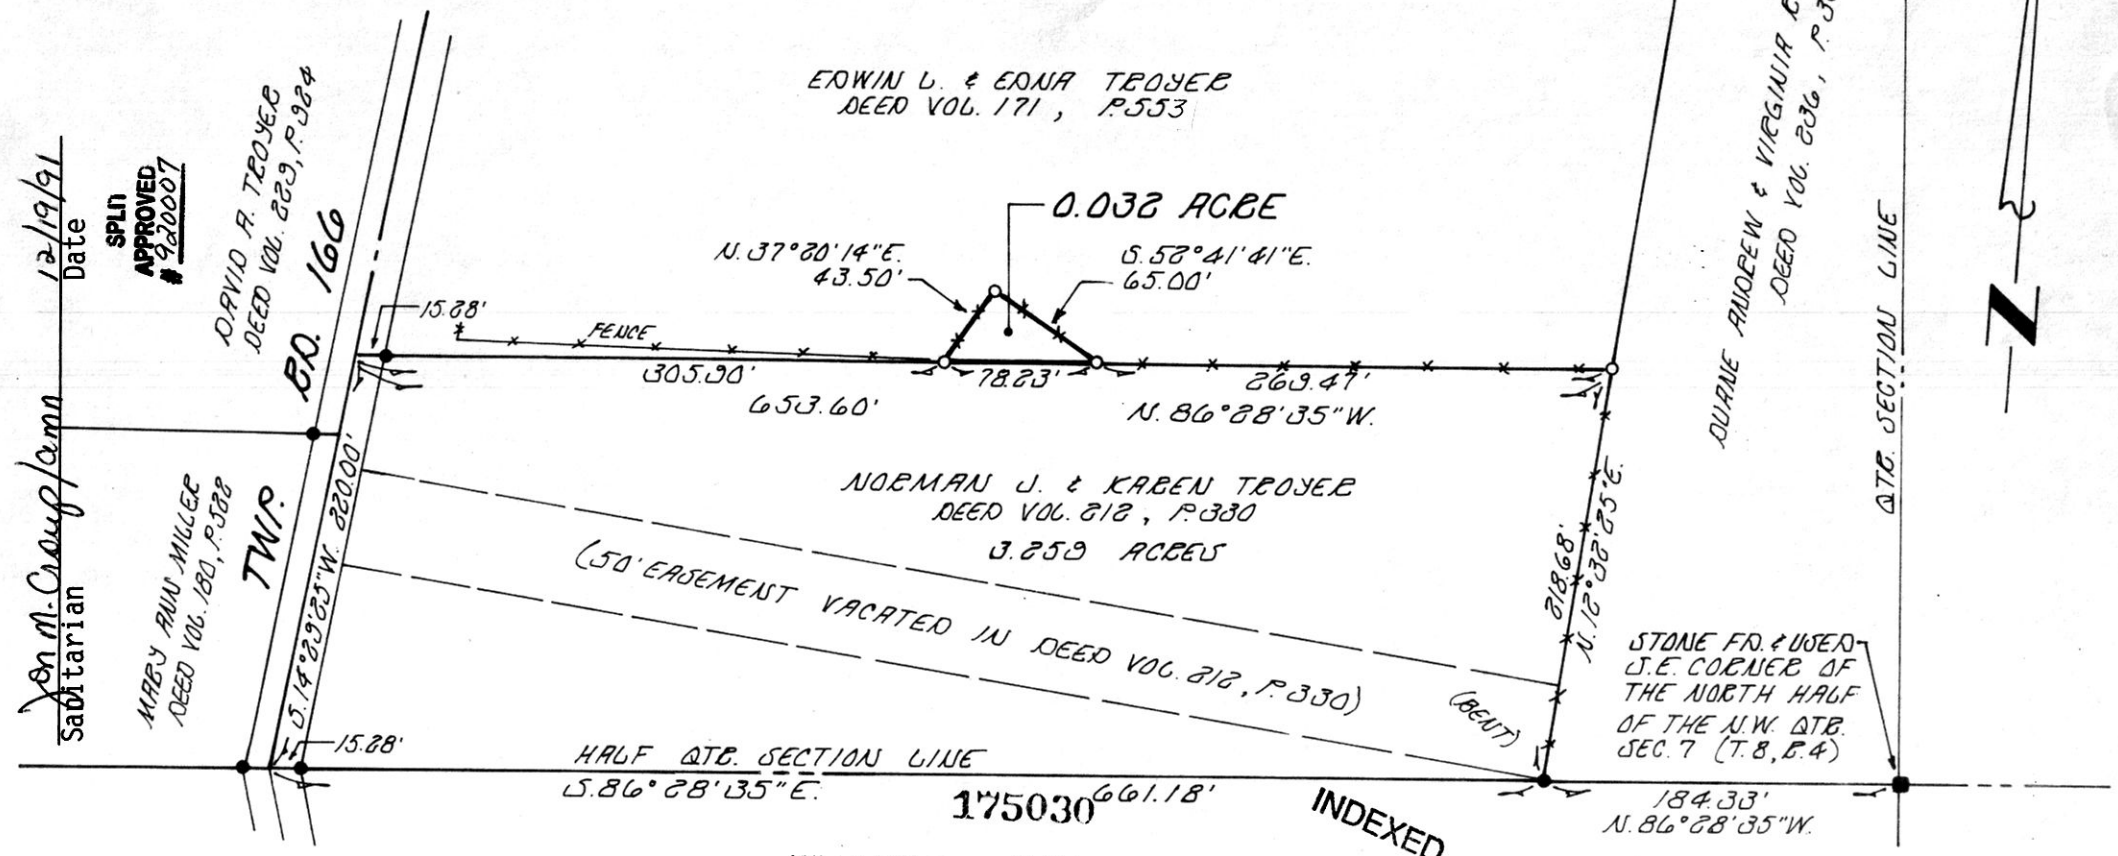 EDWIN L. & EDNA TROYER
DEED VOL. 171, P.553
DAVID A. TROYER
DEED VOL. 229, P.924
12/19/91
Date
SPLIT
APPROVED
# 920007
Sanitarian
TWP. RD. 166
MARY ANN MILLER
DEED VOL. 180, P.522
0.032 ACRE
N.37°20'14"E.
43.50'
S.52°41'41"E.
65.00'
15.28'
FENCE
305.90'
78.23'
269.47'
653.60'
N.86°28'35"W.
NORMAN J. & KAREN TROYER
DEED VOL. 212, P.330
3.259 ACRES
(50' EASEMENT VACATED IN DEED VOL. 212, P.330)
S.14°29'25"W. 220.00'
218.68'
N.12°32'25"E.
(BENT)
DUANE ANDREW & VIRGINIA
DEED VOL. 236,
QTR. SECTION LINE
N
STONE FD. & USED
S.E. CORNER OF
THE NORTH HALF
OF THE N.W. QTR.
SEC. 7 (T.8, R.4)
15.28'
HALF QTR. SECTION LINE
S.86°28'35"E.
661.18'
175030
INDEXED
184.33'
N.86°28'35"W.